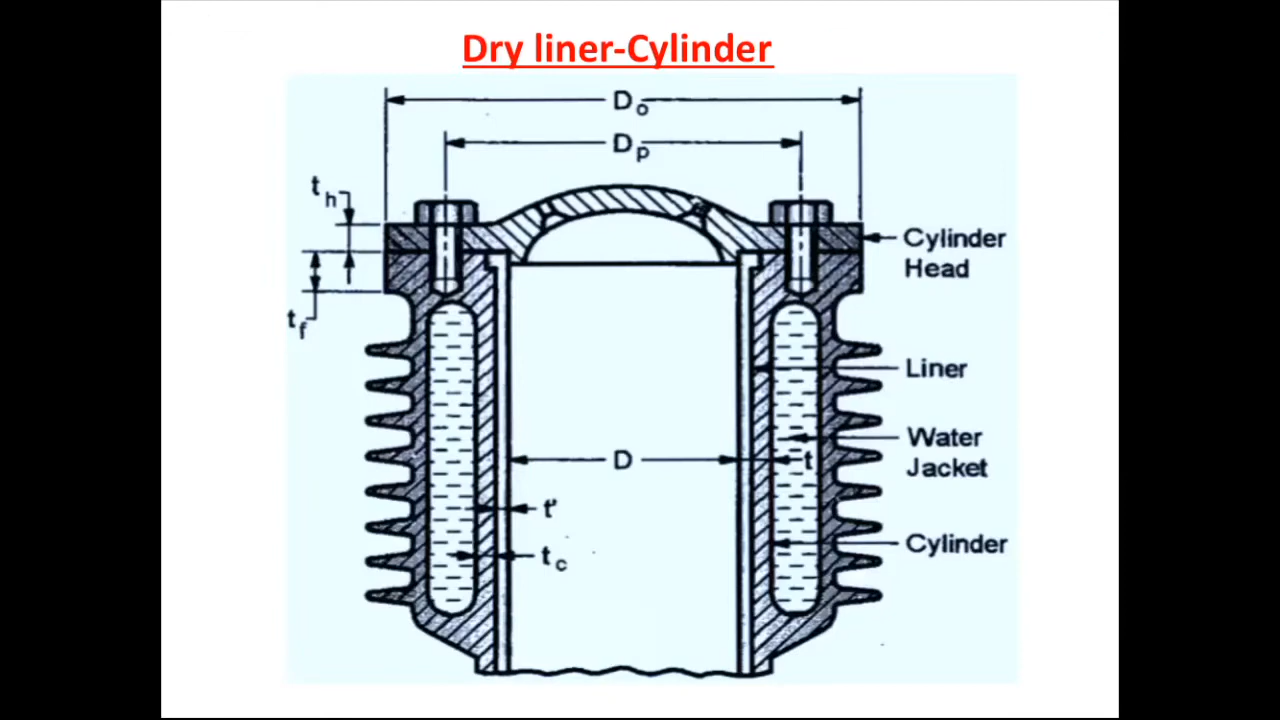 Dry liner-Cylinder
Do
Dp
th
Cylinder
Head
tf
Liner
Water
Jacket
D
t
t'
tc
Cylinder